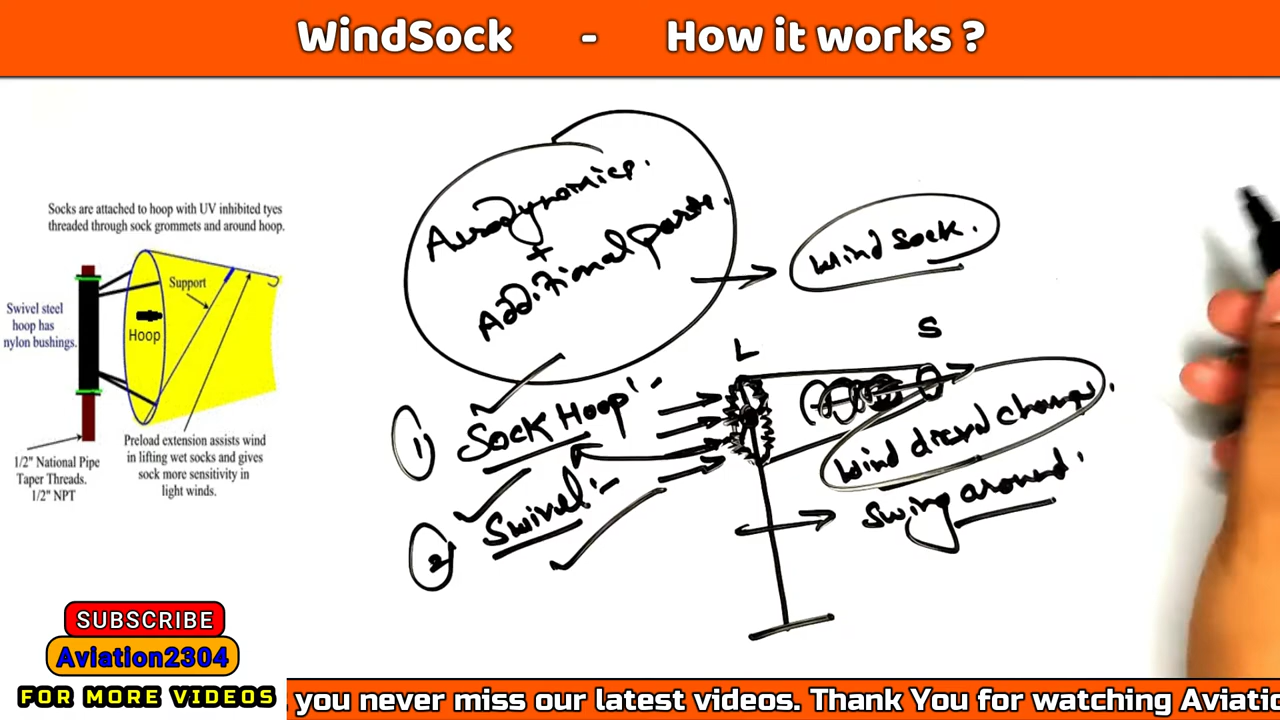 WindSock - How it works ?
Socks are attached to hoop with UV inhibited tyes
threaded through sock grommets and around hoop.
Support
Swivel steel
hoop has
nylon bushings.
Hoop
Preload extension assists wind
in lifting wet socks and gives
sock more sensitivity in
light winds.
1/2" National Pipe
Taper Threads.
1/2" NPT
Aerodynamics.
+
Additional parts.
Wind sock.
L
S
1) Sock Hoop :-
2) Swivel :-
Wind
Swing around.
SUBSCRIBE
Aviation2304
FOR MORE VIDEOS
you never miss our latest videos. Thank You for watching Aviatio